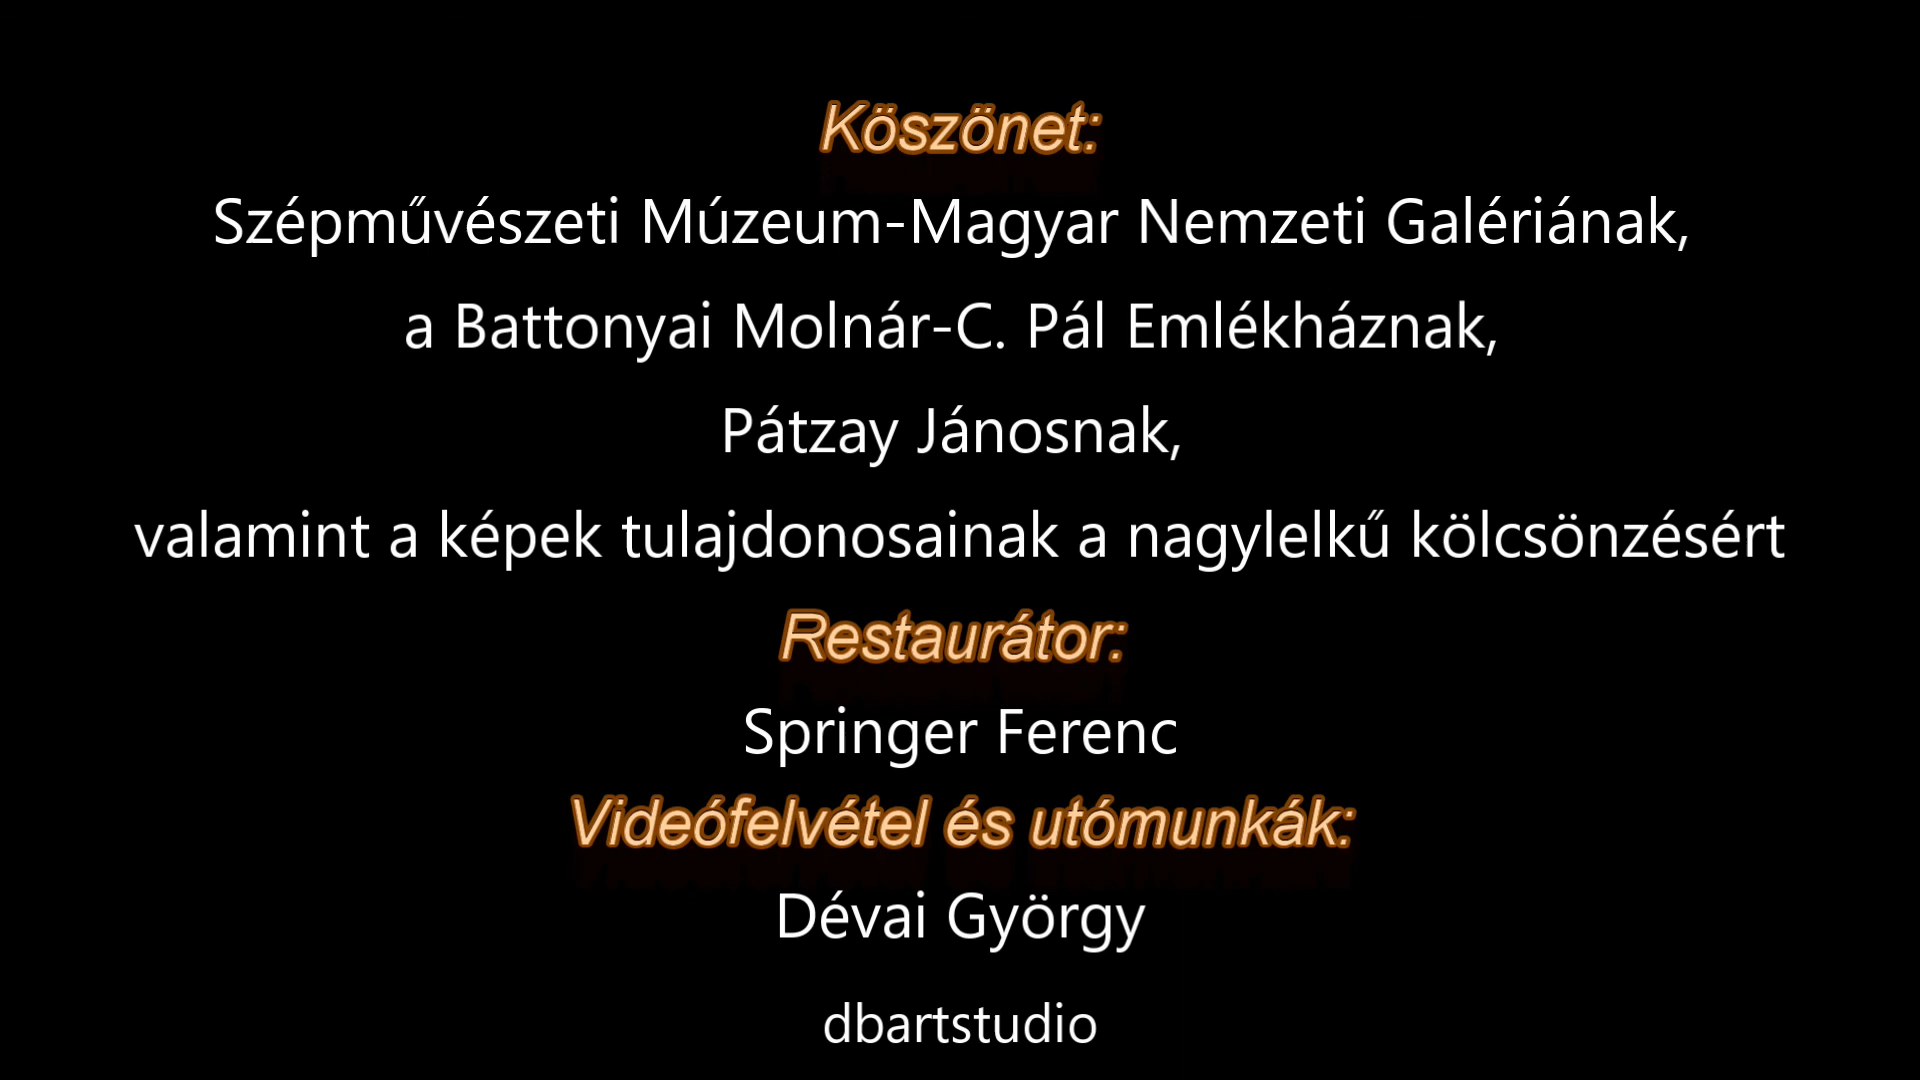 Köszönet:
Szépművészeti Múzeum-Magyar Nemzeti Galériának,
a Battonyai Molnár-C. Pál Emlékháznak,
Pátzay Jánosnak,
valamint a képek tulajdonosainak a nagylelkű kölcsönzésért
Restaurátor:
Springer Ferenc
Videófelvétel és utómunkák:
Dévai György
dbartstudio